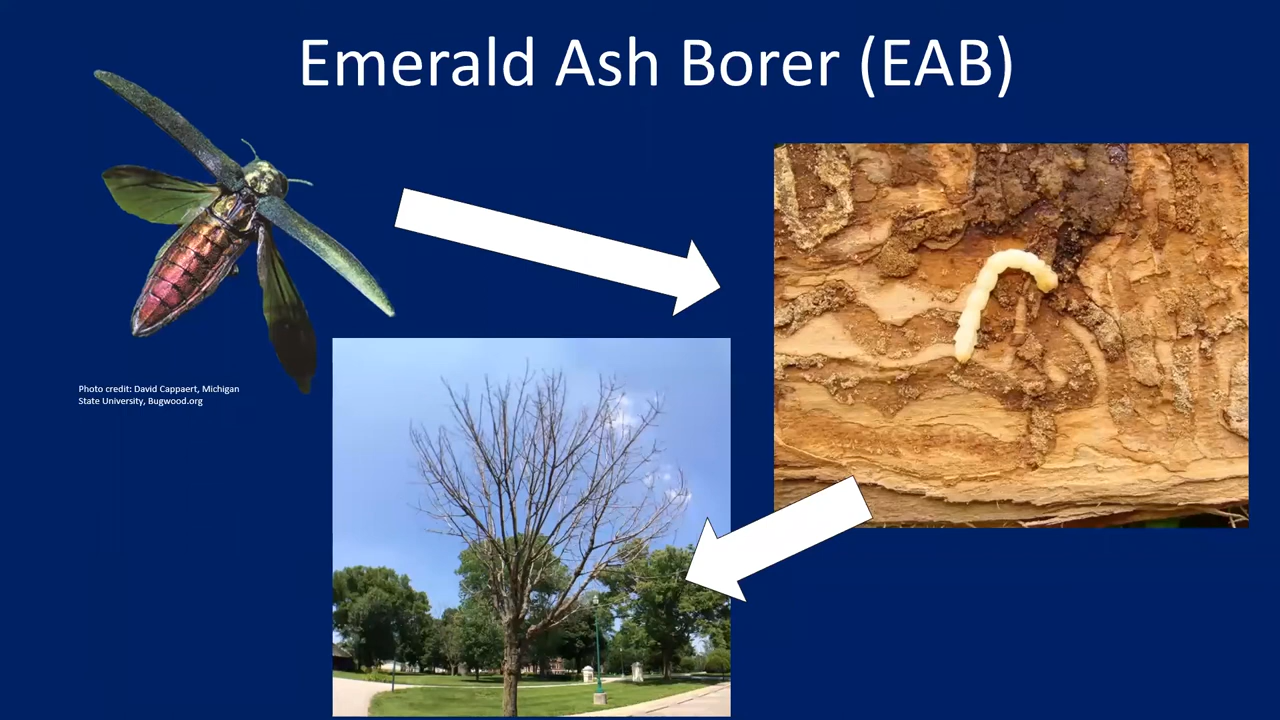 Emerald Ash Borer (EAB)
Photo credit: David Cappaert, Michigan
State University, Bugwood.org